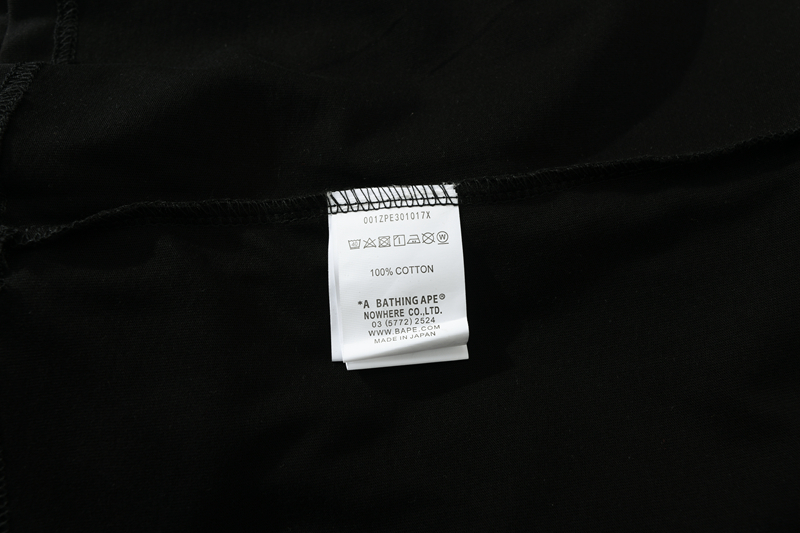 001ZPE301017X
100% COTTON
*A BATHING APE®
NOWHERE CO.,LTD.
03 (5772) 2524
WWW.BAPE.COM
MADE IN JAPAN